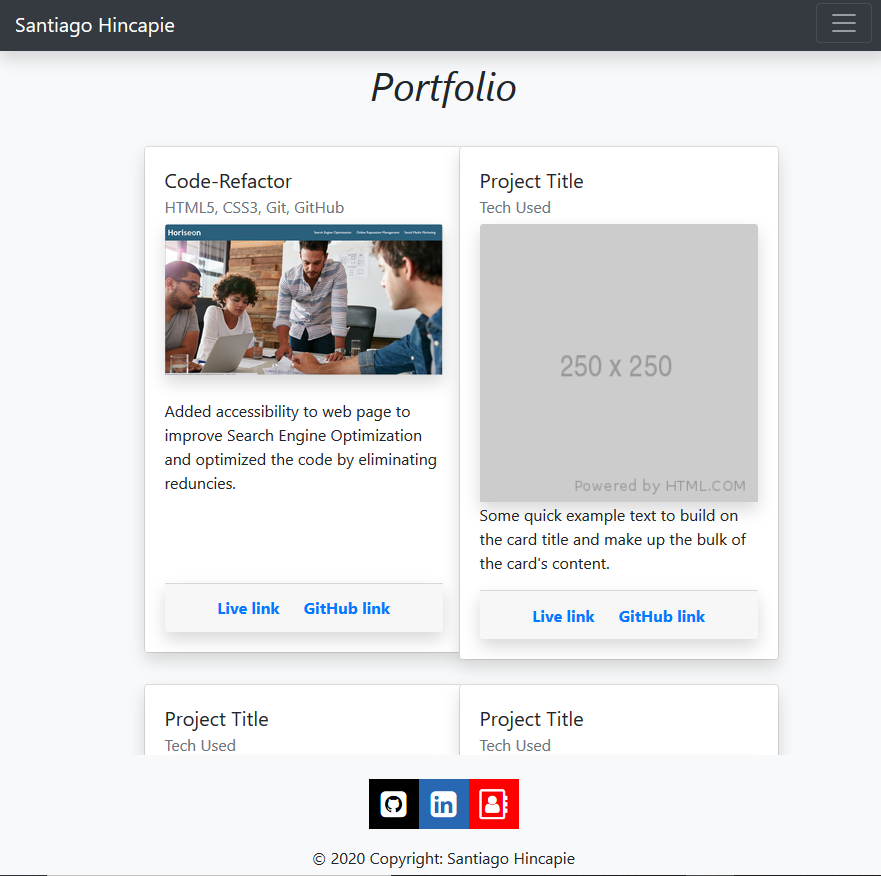 Santiago Hincapie
Portfolio
Code-Refactor
HTML5, CSS3, Git, GitHub
Horiseon
Search Engine Optimization Online Reputation Management Social Media Marketing
Added accessibility to web page to
improve Search Engine Optimization
and optimized the code by eliminating
reduncies.
Live link GitHub link
Project Title
Tech Used
250 x 250
Powered by HTML.COM
Some quick example text to build on
the card title and make up the bulk of
the card's content.
Live link GitHub link
Project Title
Tech Used
Project Title
Tech Used
in
© 2020 Copyright: Santiago Hincapie